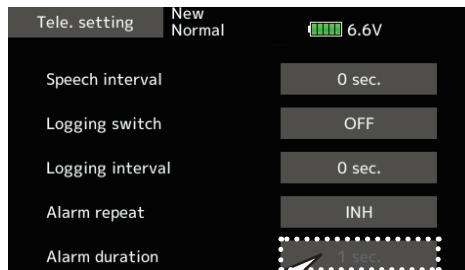 Tele. setting New Normal 6.6V
Speech interval 0 sec.
Logging switch OFF
Logging interval 0 sec.
Alarm repeat INH
Alarm duration 1 sec.